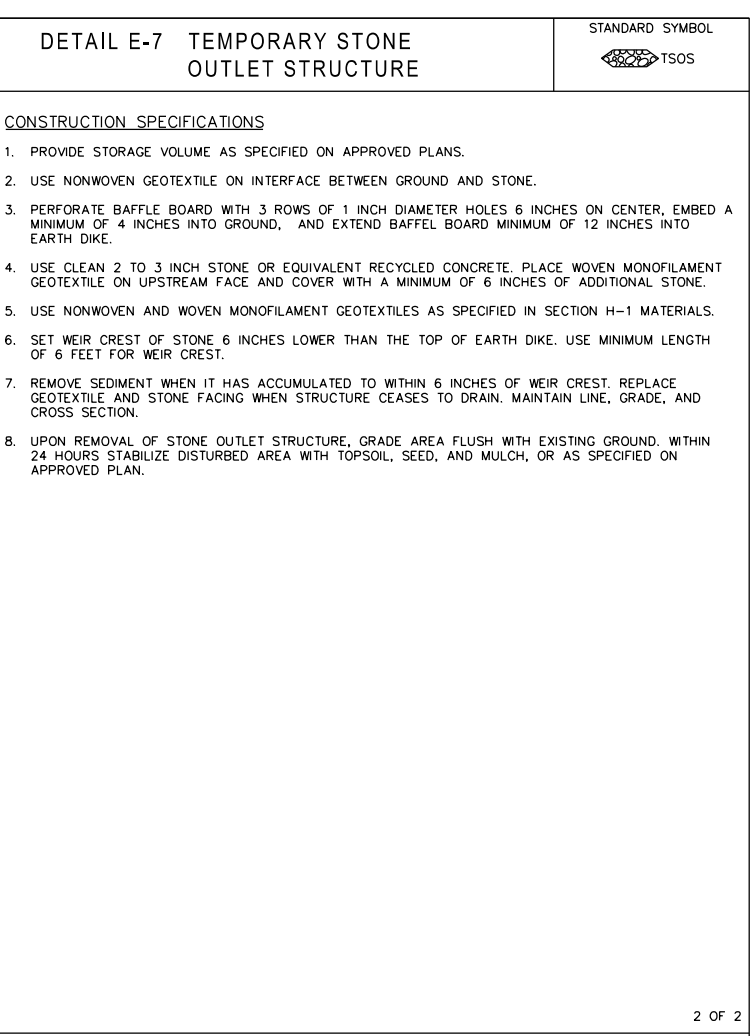 DETAIL E-7 TEMPORARY STONE
OUTLET STRUCTURE
STANDARD SYMBOL
TSOS
CONSTRUCTION SPECIFICATIONS
1. PROVIDE STORAGE VOLUME AS SPECIFIED ON APPROVED PLANS.
2. USE NONWOVEN GEOTEXTILE ON INTERFACE BETWEEN GROUND AND STONE.
3. PERFORATE BAFFLE BOARD WITH 3 ROWS OF 1 INCH DIAMETER HOLES 6 INCHES ON CENTER, EMBED A
MINIMUM OF 4 INCHES INTO GROUND, AND EXTEND BAFFEL BOARD MINIMUM OF 12 INCHES INTO
EARTH DIKE.
4. USE CLEAN 2 TO 3 INCH STONE OR EQUIVALENT RECYCLED CONCRETE. PLACE WOVEN MONOFILAMENT
GEOTEXTILE ON UPSTREAM FACE AND COVER WITH A MINIMUM OF 6 INCHES OF ADDITIONAL STONE.
5. USE NONWOVEN AND WOVEN MONOFILAMENT GEOTEXTILES AS SPECIFIED IN SECTION H-1 MATERIALS.
6. SET WEIR CREST OF STONE 6 INCHES LOWER THAN THE TOP OF EARTH DIKE. USE MINIMUM LENGTH
OF 6 FEET FOR WEIR CREST.
7. REMOVE SEDIMENT WHEN IT HAS ACCUMULATED TO WITHIN 6 INCHES OF WEIR CREST. REPLACE
GEOTEXTILE AND STONE FACING WHEN STRUCTURE CEASES TO DRAIN. MAINTAIN LINE, GRADE, AND
CROSS SECTION.
8. UPON REMOVAL OF STONE OUTLET STRUCTURE, GRADE AREA FLUSH WITH EXISTING GROUND. WITHIN
24 HOURS STABILIZE DISTURBED AREA WITH TOPSOIL, SEED, AND MULCH, OR AS SPECIFIED ON
APPROVED PLAN.
2 OF 2